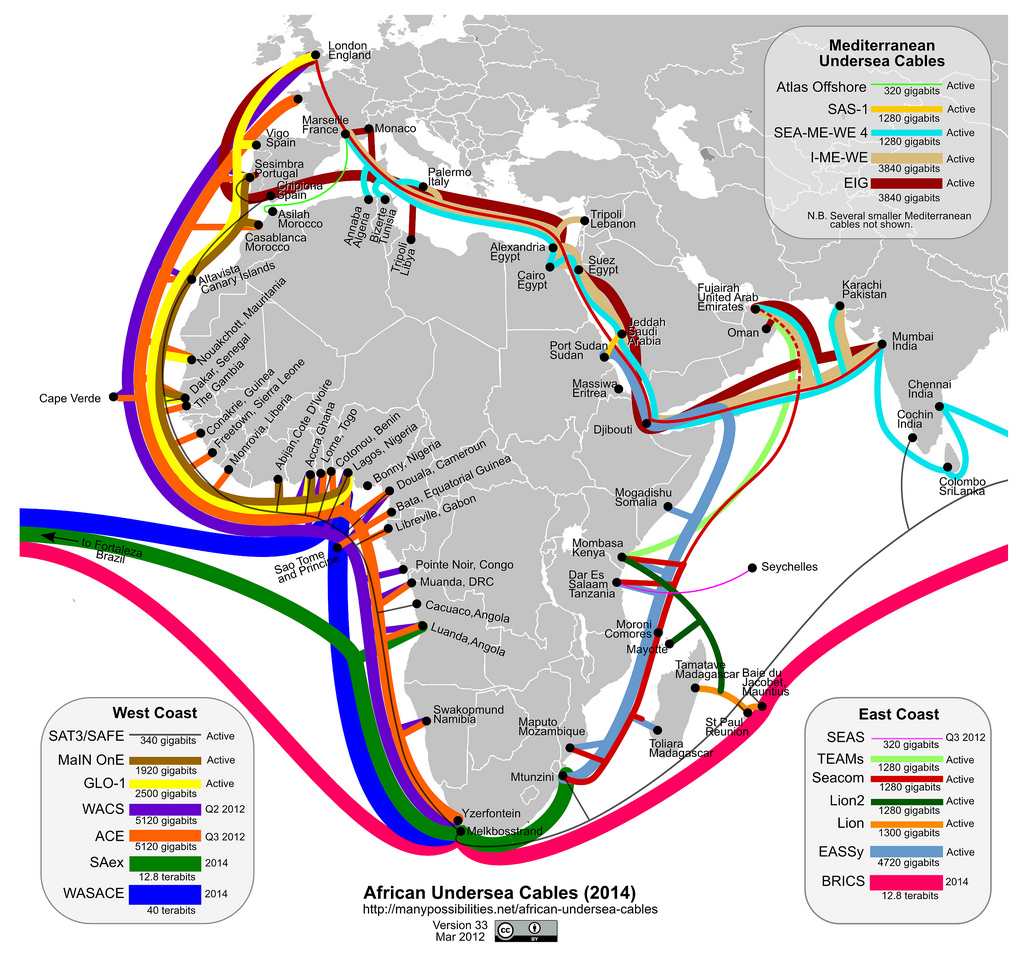 London
England
Marseille
France
Monaco
Vigo
Spain
Sesimbra
Portugal
Chipiona
Spain
Asilah
Morocco
Casablanca
Morocco
Palermo
Italy
Annaba
Algeria
Bizerte
Tunisia
Tripoli
Libya
Tripoli
Lebanon
Alexandria
Egypt
Cairo
Egypt
Suez
Egypt
Altavista
Canary Islands
Jeddah
Saudi
Arabia
Port Sudan
Sudan
Massiwa
Eritrea
Djibouti
Fujairah
United Arab
Emirates
Oman
Karachi
Pakistan
Mumbai
India
Chennai
India
Cochin
India
Colombo
SriLanka
Nouakchott, Mauritania
Dakar, Senegal
The Gambia
Cape Verde
Conakrie, Guinea
Freetown, Sierra Leone
Monrovia, Liberia
Abijan,Cote D'Ivoire
Accra,Ghana
Lome, Togo
Cotonou, Benin
Lagos, Nigeria
Bonny, Nigeria
Douala, Cameroun
Bata, Equatorial Guinea
Libreville, Gabon
Sao Tome
and Principe
to Fortaleza
Brazil
Pointe Noir, Congo
Muanda, DRC
Cacuaco,Angola
Luanda,Angola
Swakopmund
Namibia
Yzerfontein
Melkbosstrand
Mtunzini
Maputo
Mozambique
Toliara
Madagascar
Mogadishu
Somalia
Mombasa
Kenya
Dar Es
Salaam
Tanzania
Seychelles
Moroni
Comores
Mayotte
Tamatave
Madagascar
Baie du
Jacobet,
Mauritius
St Paul
Reunion
Mediterranean
Undersea Cables
Atlas Offshore 320 gigabits Active
SAS-1 1280 gigabits Active
SEA-ME-WE 4 1280 gigabits Active
I-ME-WE 3840 gigabits Active
EIG 3840 gigabits Active
N.B. Several smaller Mediterranean
cables not shown.
West Coast
SAT3/SAFE 340 gigabits Active
MaIN OnE 1920 gigabits Active
GLO-1 2500 gigabits Active
WACS 5120 gigabits Q2 2012
ACE 5120 gigabits Q3 2012
SAex 12.8 terabits 2014
WASACE 40 terabits 2014
East Coast
SEAS 320 gigabits Q3 2012
TEAMs 1280 gigabits Active
Seacom 1280 gigabits Active
Lion2 1280 gigabits Active
Lion 1300 gigabits Active
EASSy 4720 gigabits Active
BRICS 12.8 terabits 2014
African Undersea Cables (2014)
http://manypossibilities.net/african-undersea-cables
Version 33
Mar 2012
cc
BY